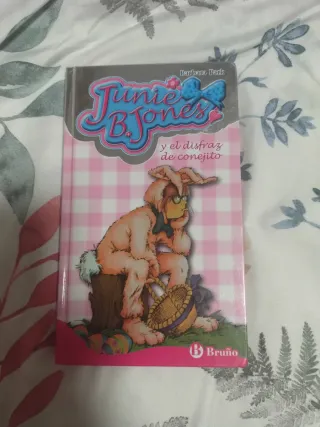 Barbara Park
Junie
B. Jones
y el disfraz
de conejito
B Bruño